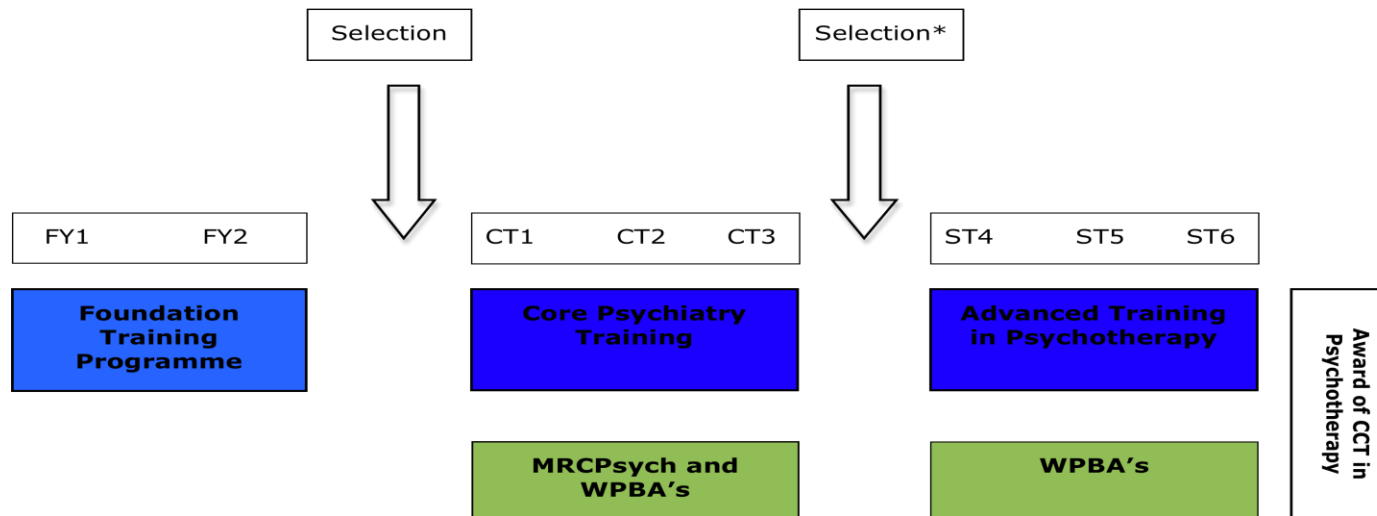 Selection
Selection*
FY1 FY2
CT1 CT2 CT3
ST4 ST5 ST6
Foundation
Training
Programme
Core Psychiatry
Training
Advanced Training
in Psychotherapy
Award of CCT in
Psychotherapy
MRCPsych and
WPBA’s
WPBA’s